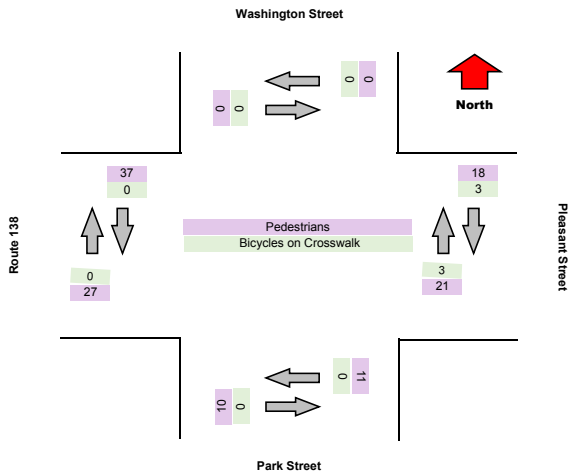 Washington Street
0 0
0 0
North
37
0
18
3
Route 138
Pedestrians
Bicycles on Crosswalk
Pleasant Street
0
27
3
21
0 11
10 0
Park Street